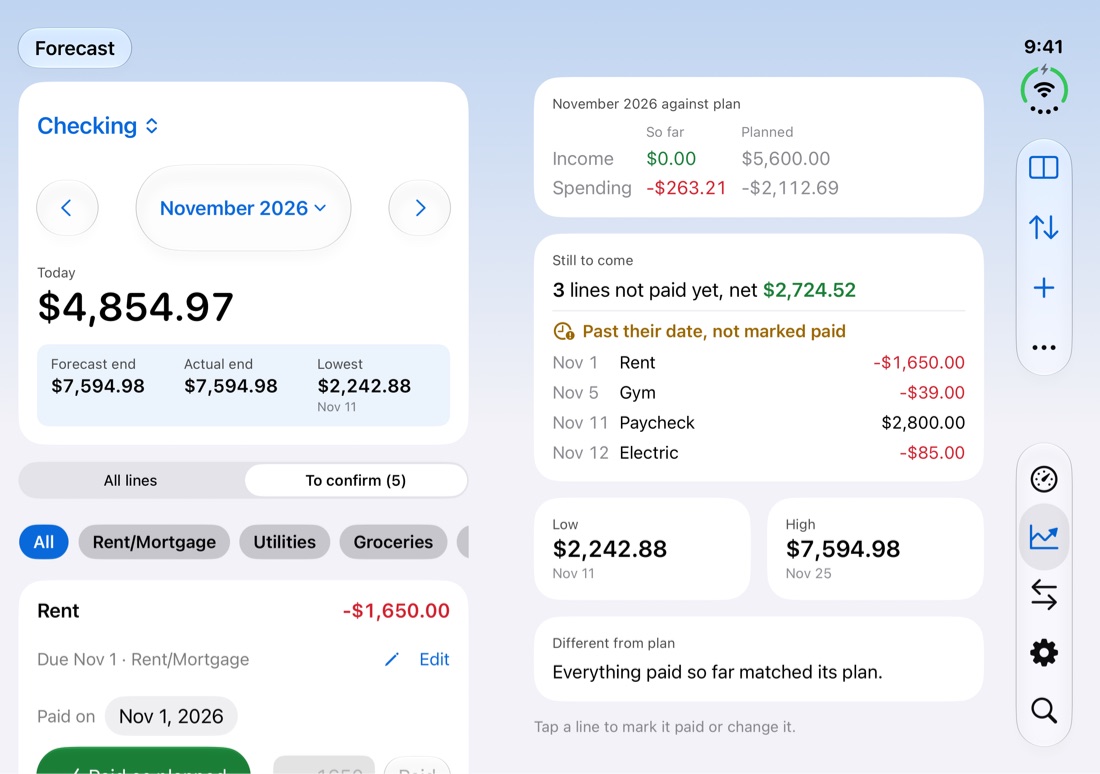 Forecast
Checking
November 2026
Today
$4,854.97
Forecast end
$7,594.98
Actual end
$7,594.98
Lowest
$2,242.88
Nov 11
All lines
To confirm (5)
All
Rent/Mortgage
Utilities
Groceries
Rent
-$1,650.00
Due Nov 1 · Rent/Mortgage
Edit
Paid on
Nov 1, 2026
November 2026 against plan
So far Planned
Income $0.00 $5,600.00
Spending -$263.21 -$2,112.69
Still to come
3 lines not paid yet, net $2,724.52
Past their date, not marked paid
Nov 1 Rent -$1,650.00
Nov 5 Gym -$39.00
Nov 11 Paycheck $2,800.00
Nov 12 Electric -$85.00
Low
$2,242.88
Nov 11
High
$7,594.98
Nov 25
Different from plan
Everything paid so far matched its plan.
Tap a line to mark it paid or change it.
9:41